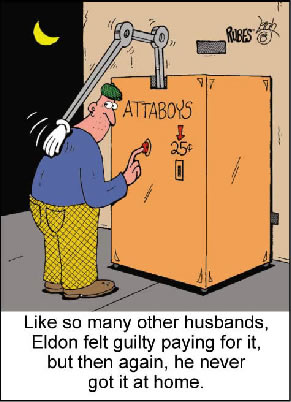 RUBES
ATTABOYS
25¢
Like so many other husbands,
Eldon felt guilty paying for it,
but then again, he never
got it at home.